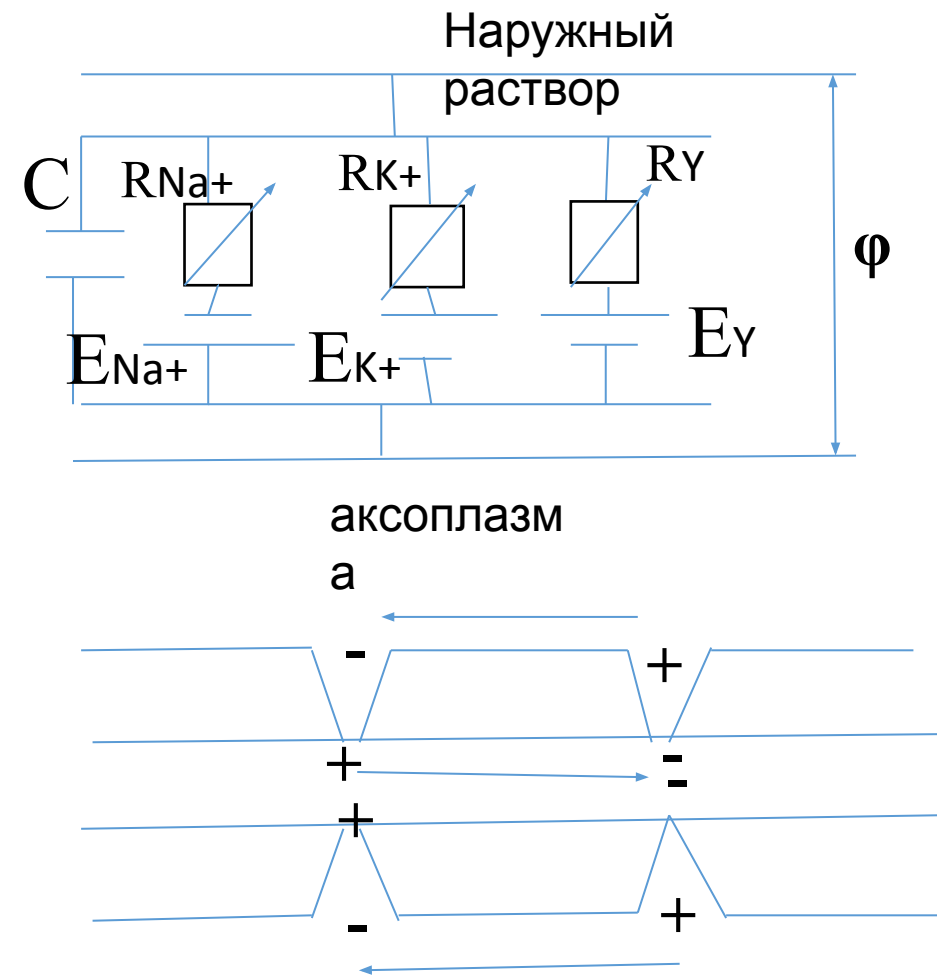 Наружный
раствор
C
RNa+
RK+
RY
φ
ENa+
EK+
EY
аксоплазм
а
- +
+ -
-
+
- +